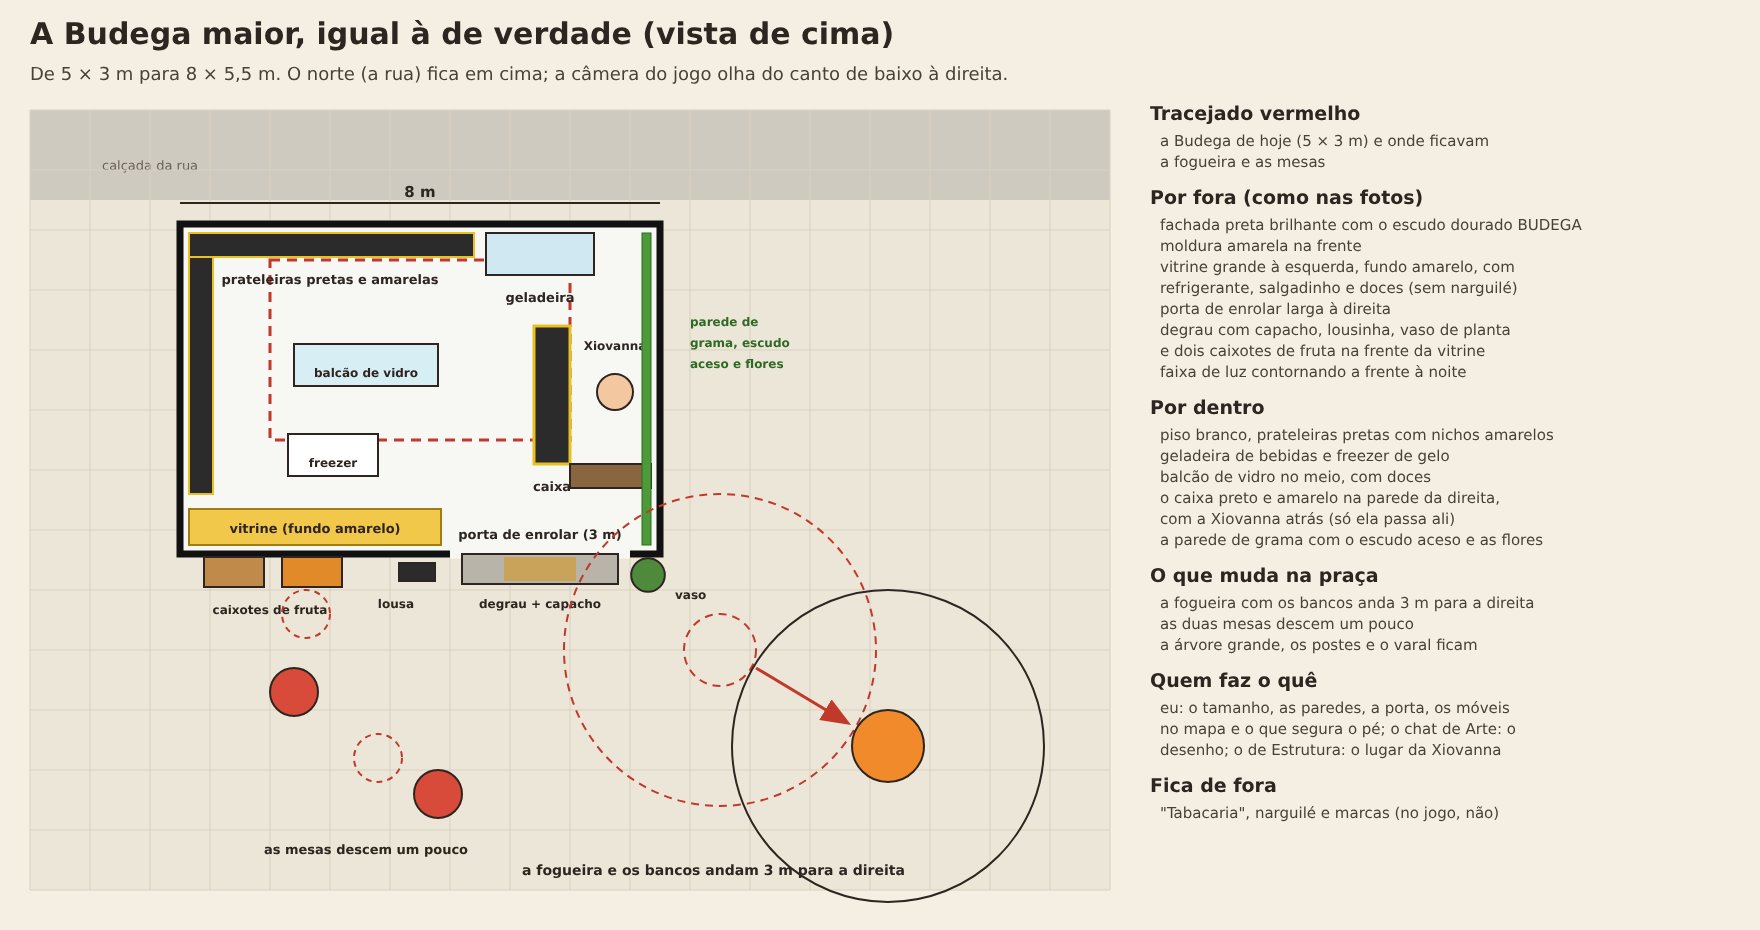 A Budega maior, igual à de verdade (vista de cima)
De 5 × 3 m para 8 × 5,5 m. O norte (a rua) fica em cima; a câmera do jogo olha do canto de baixo à direita.
calçada da rua
8 m
prateleiras pretas e amarelas
geladeira
Xiovanna
balcão de vidro
freezer
caixa
vitrine (fundo amarelo)
porta de enrolar (3 m)
parede de
grama, escudo
aceso e flores
caixotes de fruta
lousa
degrau + capacho
vaso
as mesas descem um pouco
a fogueira e os bancos andam 3 m para a direita
Tracejado vermelho
a Budega de hoje (5 × 3 m) e onde ficavam
a fogueira e as mesas
Por fora (como nas fotos)
fachada preta brilhante com o escudo dourado BUDEGA
moldura amarela na frente
vitrine grande à esquerda, fundo amarelo, com
refrigerante, salgadinho e doces (sem narguilé)
porta de enrolar larga à direita
degrau com capacho, lousinha, vaso de planta
e dois caixotes de fruta na frente da vitrine
faixa de luz contornando a frente à noite
Por dentro
piso branco, prateleiras pretas com nichos amarelos
geladeira de bebidas e freezer de gelo
balcão de vidro no meio, com doces
o caixa preto e amarelo na parede da direita,
com a Xiovanna atrás (só ela passa ali)
a parede de grama com o escudo aceso e as flores
O que muda na praça
a fogueira com os bancos anda 3 m para a direita
as duas mesas descem um pouco
a árvore grande, os postes e o varal ficam
Quem faz o quê
eu: o tamanho, as paredes, a porta, os móveis
no mapa e o que segura o pé; o chat de Arte: o
desenho; o de Estrutura: o lugar da Xiovanna
Fica de fora
"Tabacaria", narguilé e marcas (no jogo, não)